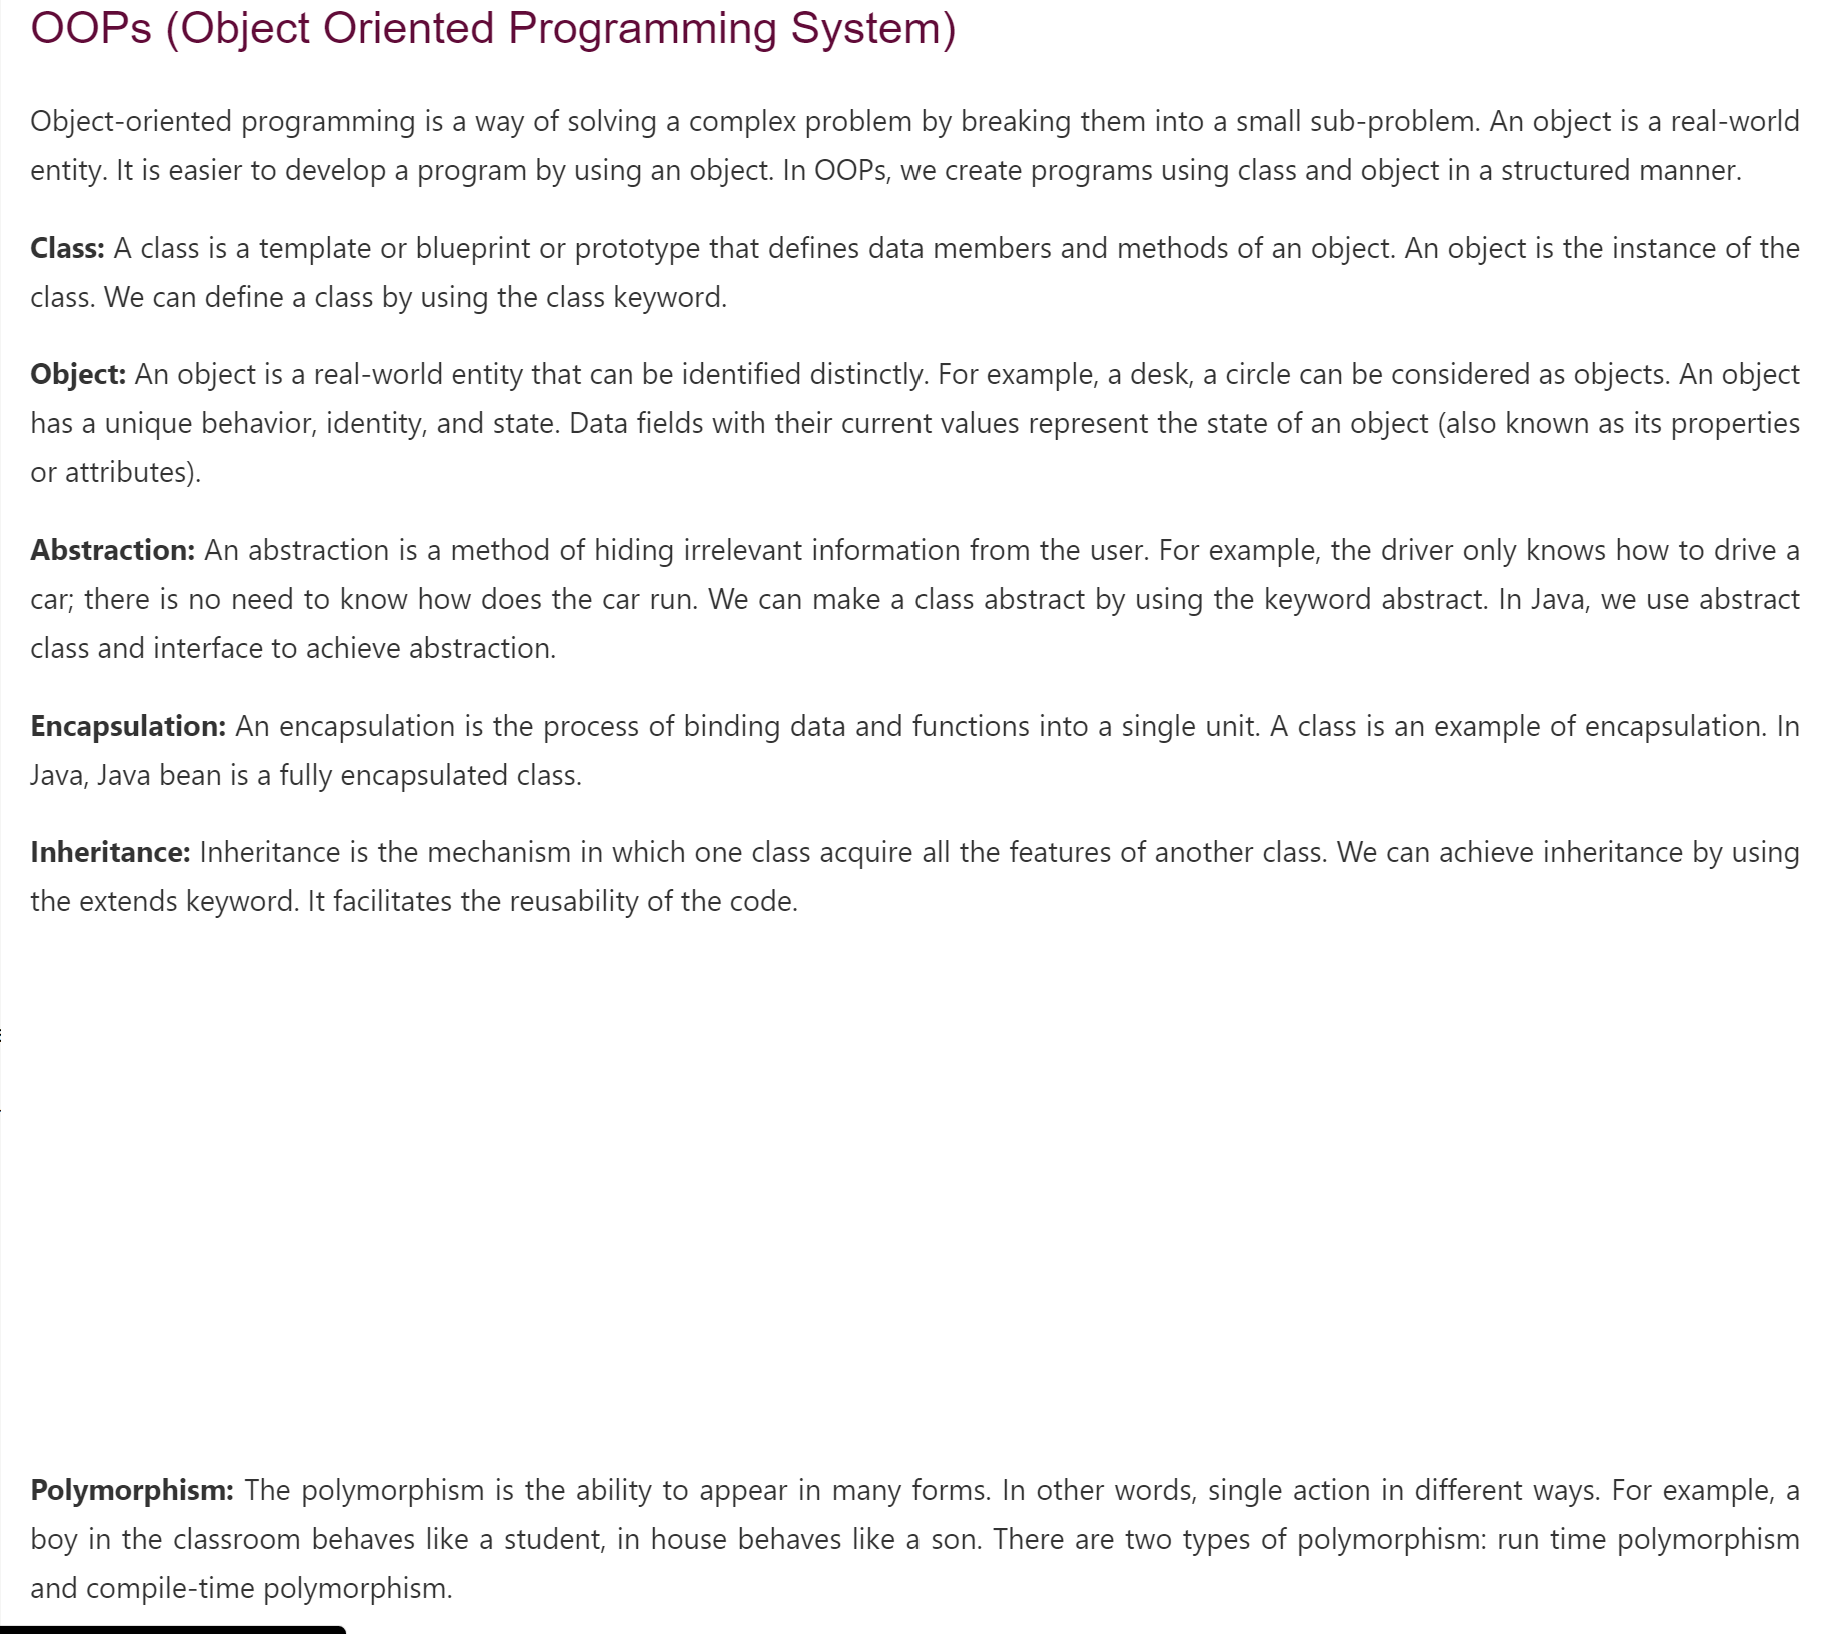 OOPs (Object Oriented Programming System)
Object-oriented programming is a way of solving a complex problem by breaking them into a small sub-problem. An object is a real-world
entity. It is easier to develop a program by using an object. In OOPs, we create programs using class and object in a structured manner.
Class: A class is a template or blueprint or prototype that defines data members and methods of an object. An object is the instance of the
class. We can define a class by using the class keyword.
Object: An object is a real-world entity that can be identified distinctly. For example, a desk, a circle can be considered as objects. An object
has a unique behavior, identity, and state. Data fields with their current values represent the state of an object (also known as its properties
or attributes).
Abstraction: An abstraction is a method of hiding irrelevant information from the user. For example, the driver only knows how to drive a
car; there is no need to know how does the car run. We can make a class abstract by using the keyword abstract. In Java, we use abstract
class and interface to achieve abstraction.
Encapsulation: An encapsulation is the process of binding data and functions into a single unit. A class is an example of encapsulation. In
Java, Java bean is a fully encapsulated class.
Inheritance: Inheritance is the mechanism in which one class acquire all the features of another class. We can achieve inheritance by using
the extends keyword. It facilitates the reusability of the code.
Polymorphism: The polymorphism is the ability to appear in many forms. In other words, single action in different ways. For example, a
boy in the classroom behaves like a student, in house behaves like a son. There are two types of polymorphism: run time polymorphism
and compile-time polymorphism.